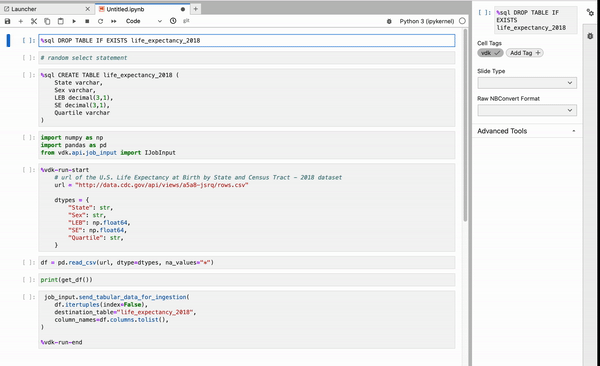 Launcher
Untitled.ipynb
Code
Python 3 (ipykernel)
[ ]:
%sql DROP TABLE IF EXISTS life_expectancy_2018
[ ]:
# random select statement
[ ]:
%sql CREATE TABLE life_expectancy_2018 (
State varchar,
Sex varchar,
LEB decimal(3,1),
SE decimal(3,1),
Quartile varchar
)
[ ]:
import numpy as np
import pandas as pd
from vdk.api.job_input import IJobInput
[ ]:
%vdk-run-start
# url of the U.S. Life Expectancy at Birth by State and Census Tract – 2018 dataset
url = "http://data.cdc.gov/api/views/a5a8-jsrq/rows.csv"
dtypes = {
"State": str,
"Sex": str,
"LEB": np.float64,
"SE": np.float64,
"Quartile": str,
}
[ ]:
df = pd.read_csv(url, dtype=dtypes, na_values="*")
[ ]:
print(get_df())
[ ]:
job_input.send_tabular_data_for_ingestion(
df.itertuples(index=False),
destination_table="life_expectancy_2018",
column_names=df.columns.tolist(),
)
%vdk-run-end
[ ]:
%sql DROP TABLE IF
EXISTS
life_expectancy_2018
Cell Tags
vdk ✓
Add Tag +
Slide Type
Raw NBConvert Format
Advanced Tools